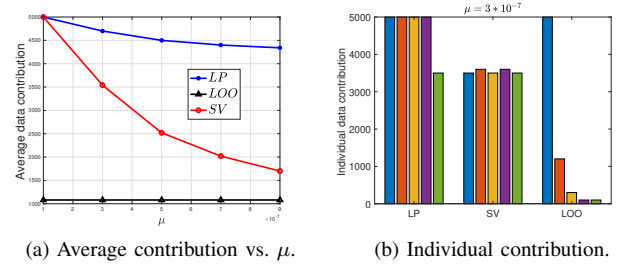 5000
4500
4000
3500
3000
2500
2000
1500
1000
Average data contribution
LP
LOO
SV
1 2 3 4 5 6 7 8 9
×10⁻⁷
μ
(a) Average contribution vs. μ.
μ = 3 * 10⁻⁷
5000
4000
3000
2000
1000
0
Individual data contribution
LP SV LOO
(b) Individual contribution.